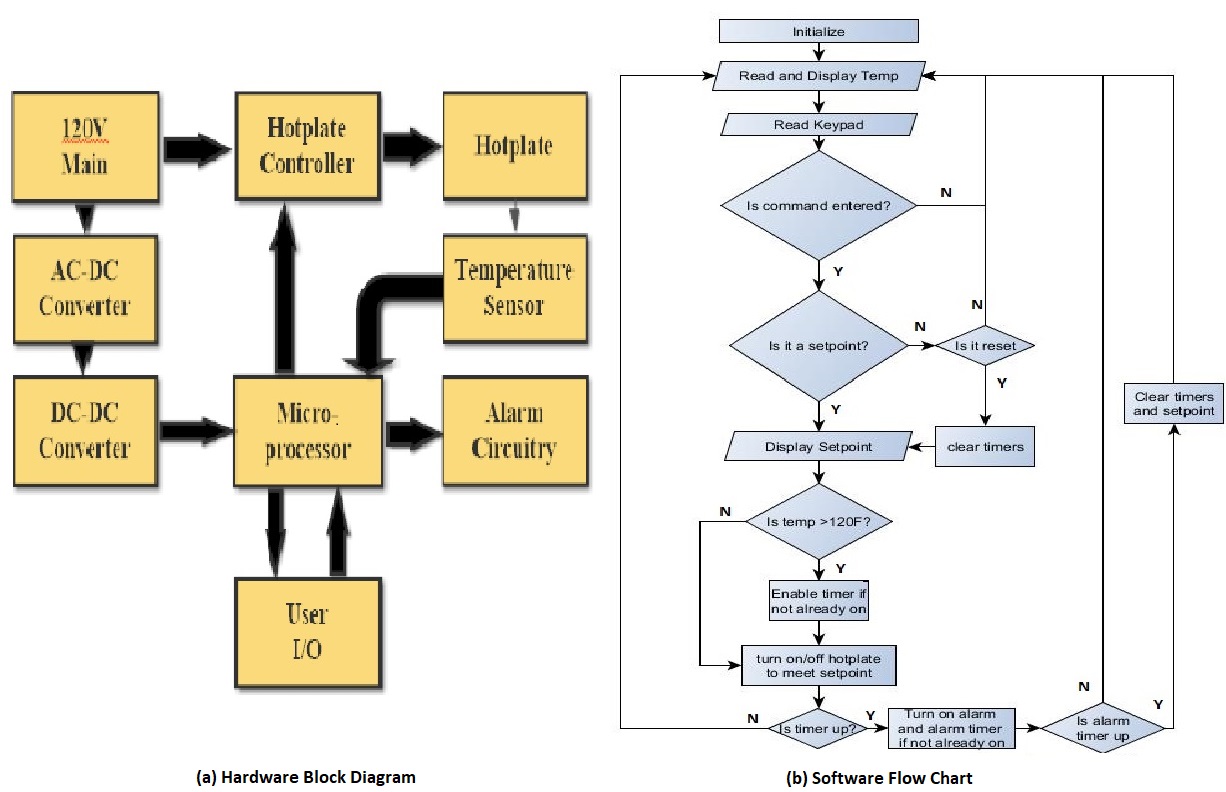 120V
Main
Hotplate
Controller
Hotplate
AC-DC
Converter
Temperature
Sensor
DC-DC
Converter
Micro-
processor
Alarm
Circuitry
User
I/O
(a) Hardware Block Diagram
Initialize
Read and Display Temp
Read Keypad
Is command entered?
N
Y
Is it a setpoint?
N
N
Is it reset
Y
Y
Display Setpoint
clear timers
Is temp >120F?
N
Y
Enable timer if
not already on
turn on/off hotplate
to meet setpoint
Is timer up?
N
Y
Turn on alarm
and alarm timer
if not already on
Is alarm
timer up
N
Y
Clear timers
and setpoint
(b) Software Flow Chart